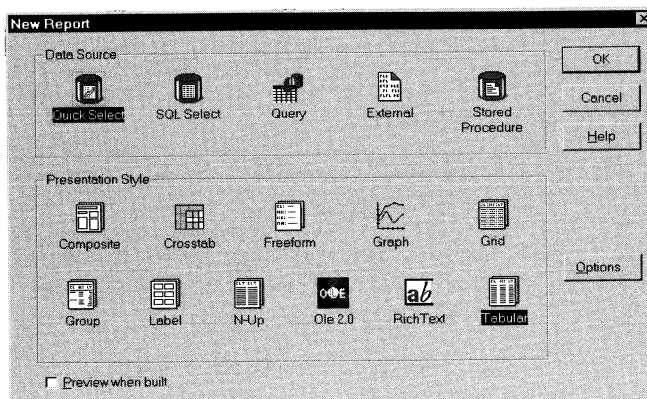 New Report
Data Source
OK
Quick Select
SQL Select
Query
External
Stored Procedure
Cancel
Help
Presentation Style
Composite
Crosstab
Freeform
Graph
Grid
Options
Group
Label
N-Up
Ole 2.0
RichText
Tabular
Preview when built